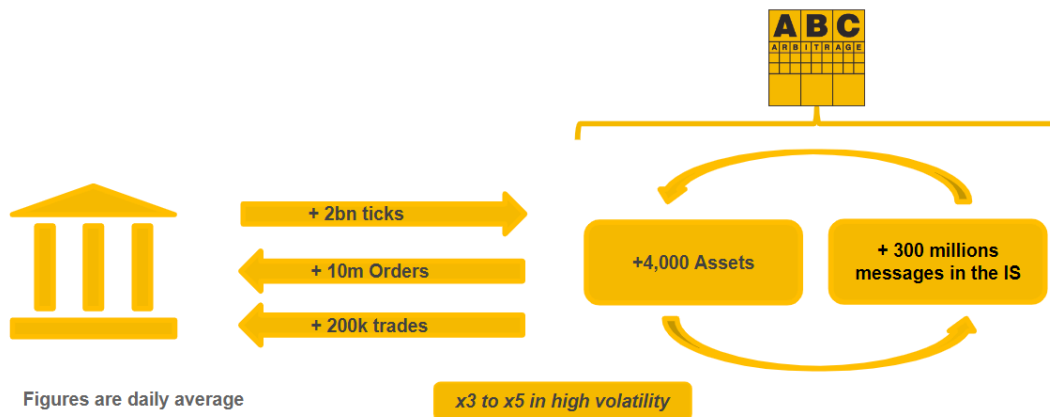 ABC
ARBITRAGE
+ 2bn ticks
+ 10m Orders
+ 200k trades
+4,000 Assets
+ 300 millions
messages in the IS
Figures are daily average
x3 to x5 in high volatility